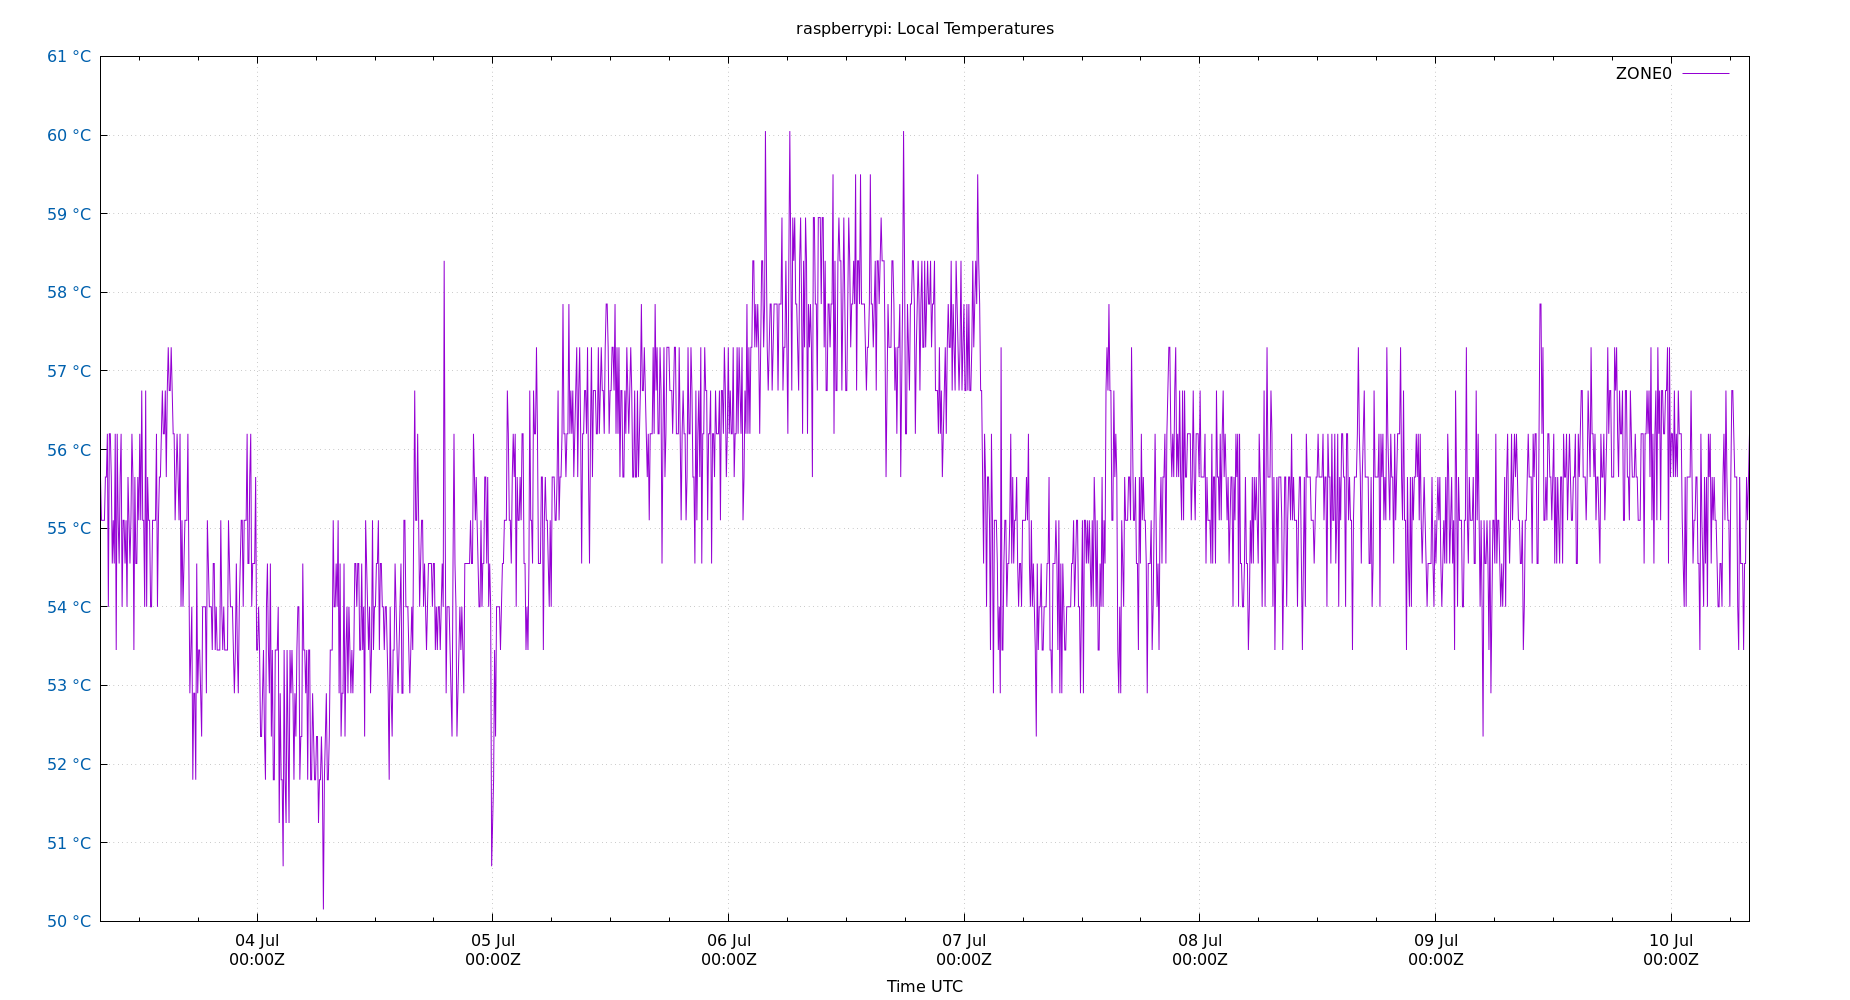 raspberrypi: Local Temperatures
61 °C
ZONE0
60 °C
59 °C
58 °C
57 °C
56 °C
55 °C
54 °C
53 °C
52 °C
51 °C
50 °C
04 Jul 05 Jul 06 Jul 07 Jul 08 Jul 09 Jul 10 Jul
00:00Z 00:00Z 00:00Z 00:00Z 00:00Z 00:00Z 00:00Z
Time UTC